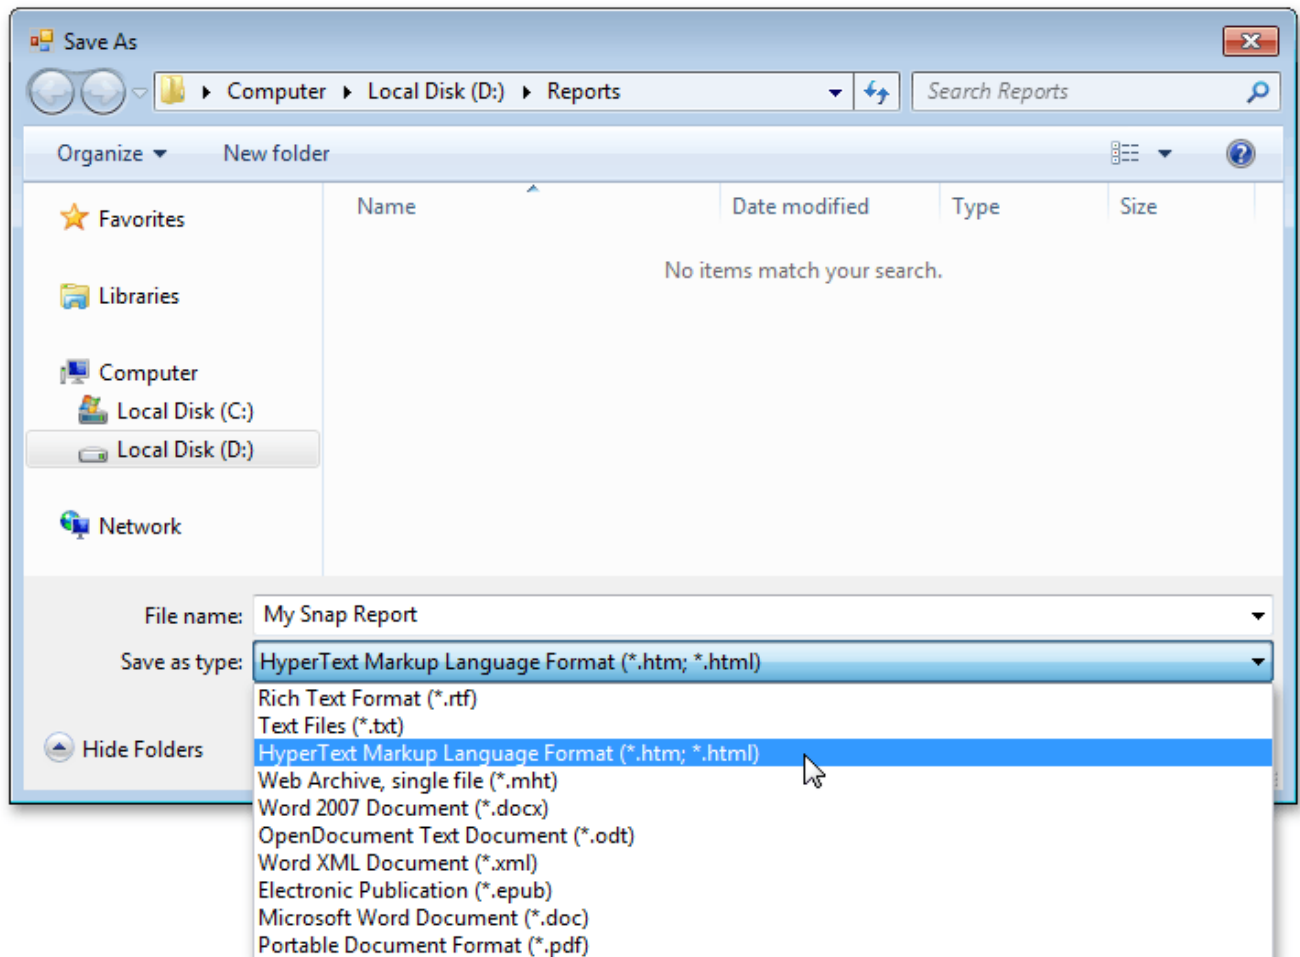 Save As
Computer Local Disk (D:) Reports
Search Reports
Organize New folder
Name Date modified Type Size
Favorites
No items match your search.
Libraries
Computer
Local Disk (C:)
Local Disk (D:)
Network
File name: My Snap Report
Save as type: HyperText Markup Language Format (*.htm; *.html)
Rich Text Format (*.rtf)
Text Files (*.txt)
Hide Folders
HyperText Markup Language Format (*.htm; *.html)
Web Archive, single file (*.mht)
Word 2007 Document (*.docx)
OpenDocument Text Document (*.odt)
Word XML Document (*.xml)
Electronic Publication (*.epub)
Microsoft Word Document (*.doc)
Portable Document Format (*.pdf)